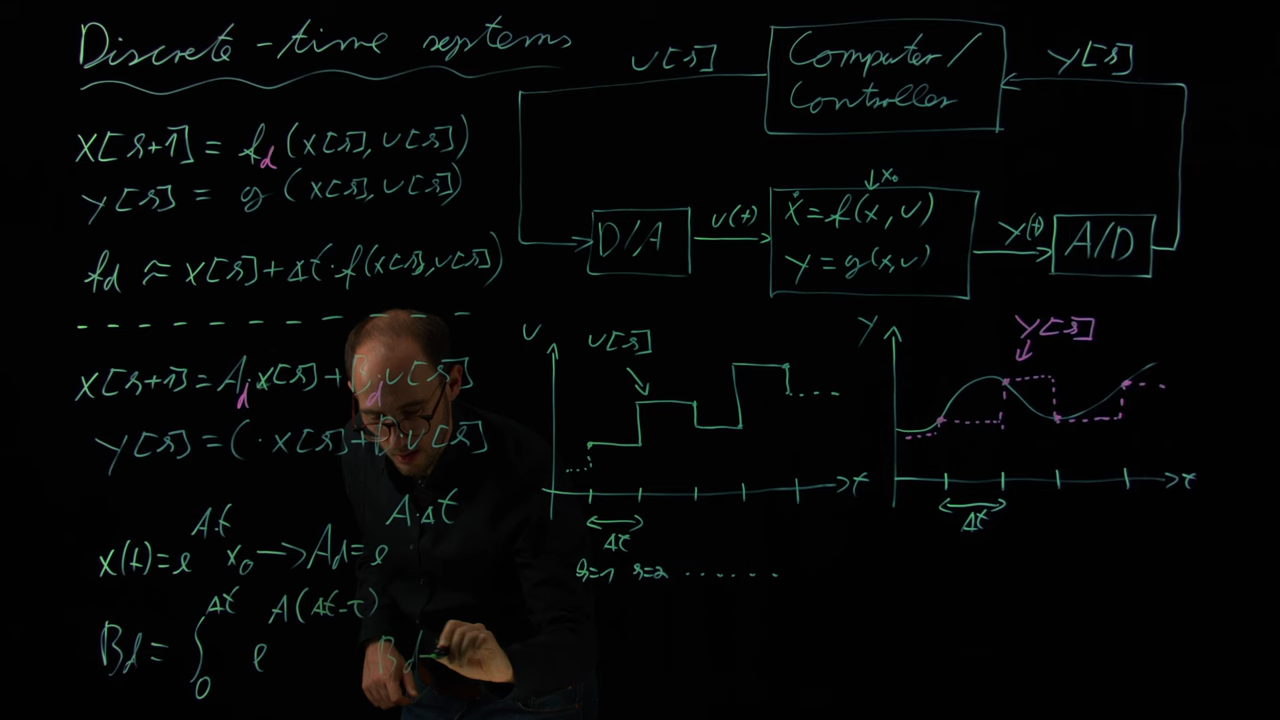 Discrete-time systems
x[k+1] = f_d (x[k], u[k])
y[k] = g (x[k], u[k])
f_d ≈ x[k] + Δt · f(x[k], u[k])
x[k+1] = A_d · x[k] + B_d · u[k]
y[k] = C · x[k] + D · u[k]
x(t) = e^{A·t} x_0 → A_d = e^{A·Δt}
B_d = ∫_0^{Δt} e^{A(Δt-τ)} B d
u[k]
Computer/
Controller
y[k]
D/A
u(t)
x_0
ẋ = f(x, u)
y = g(x, u)
y(t)
A/D
u
u[k]
t
Δt
k=1 k=2 .......
y
y[k]
t
Δt